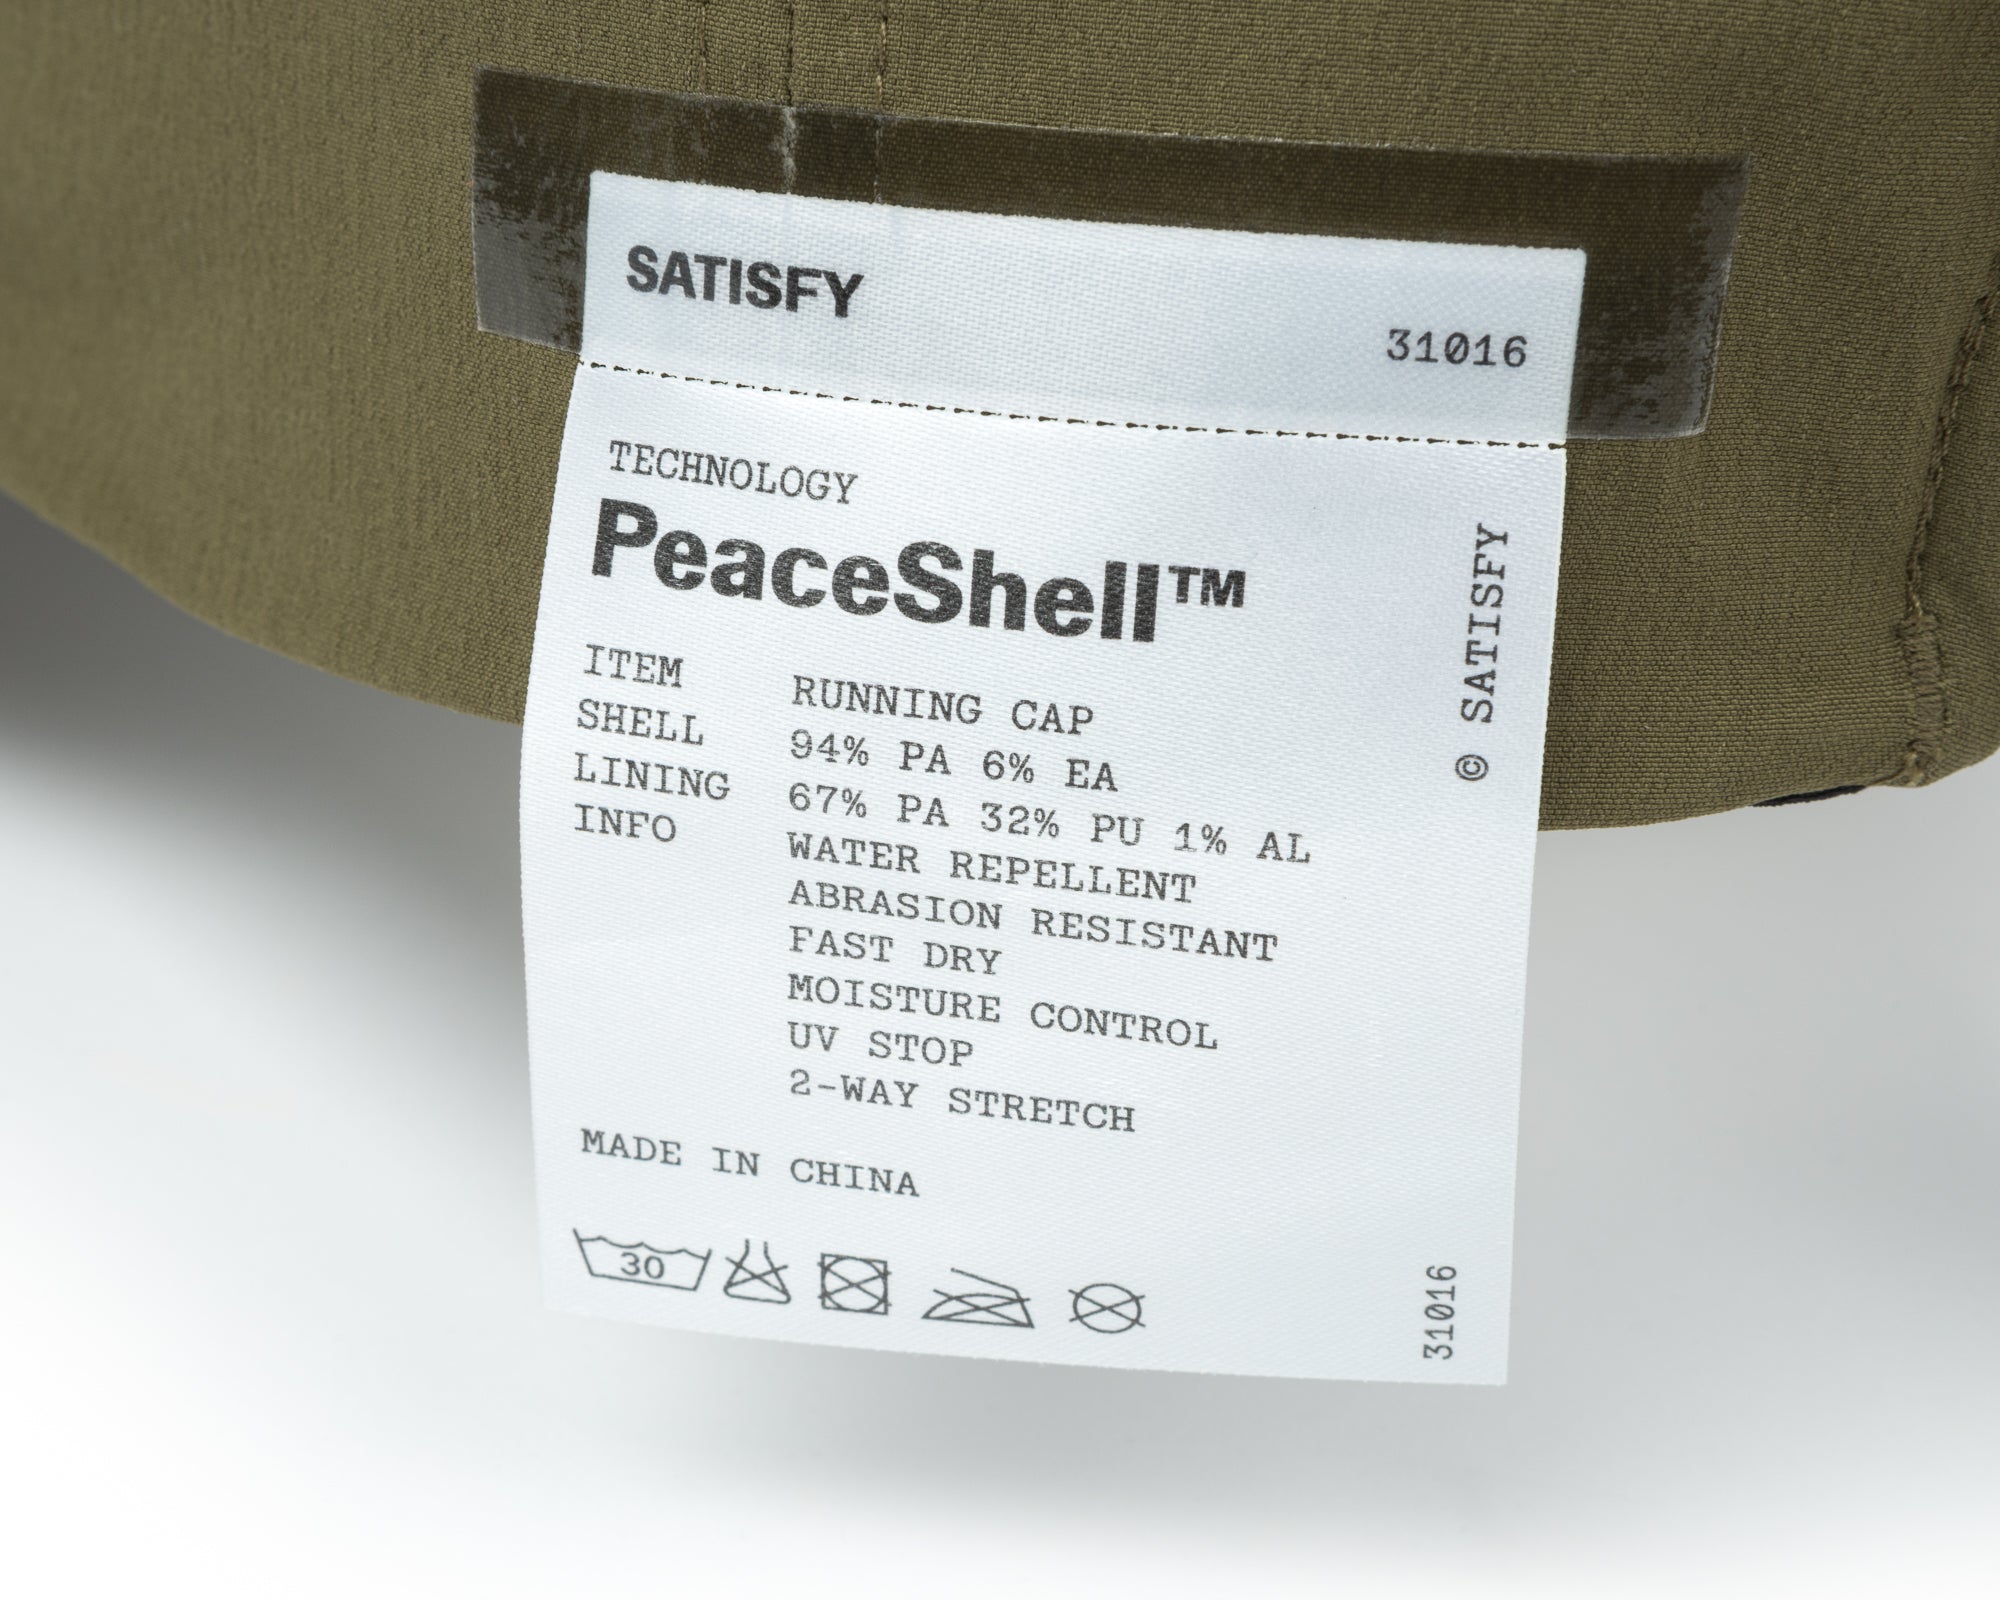 SATISFY
31016
TECHNOLOGY
PeaceShell™
ITEM RUNNING CAP
SHELL 94% PA 6% EA
LINING 67% PA 32% PU 1% AL
INFO WATER REPELLENT
ABRASION RESISTANT
FAST DRY
MOISTURE CONTROL
UV STOP
2-WAY STRETCH
MADE IN CHINA
30
© SATISFY
31016